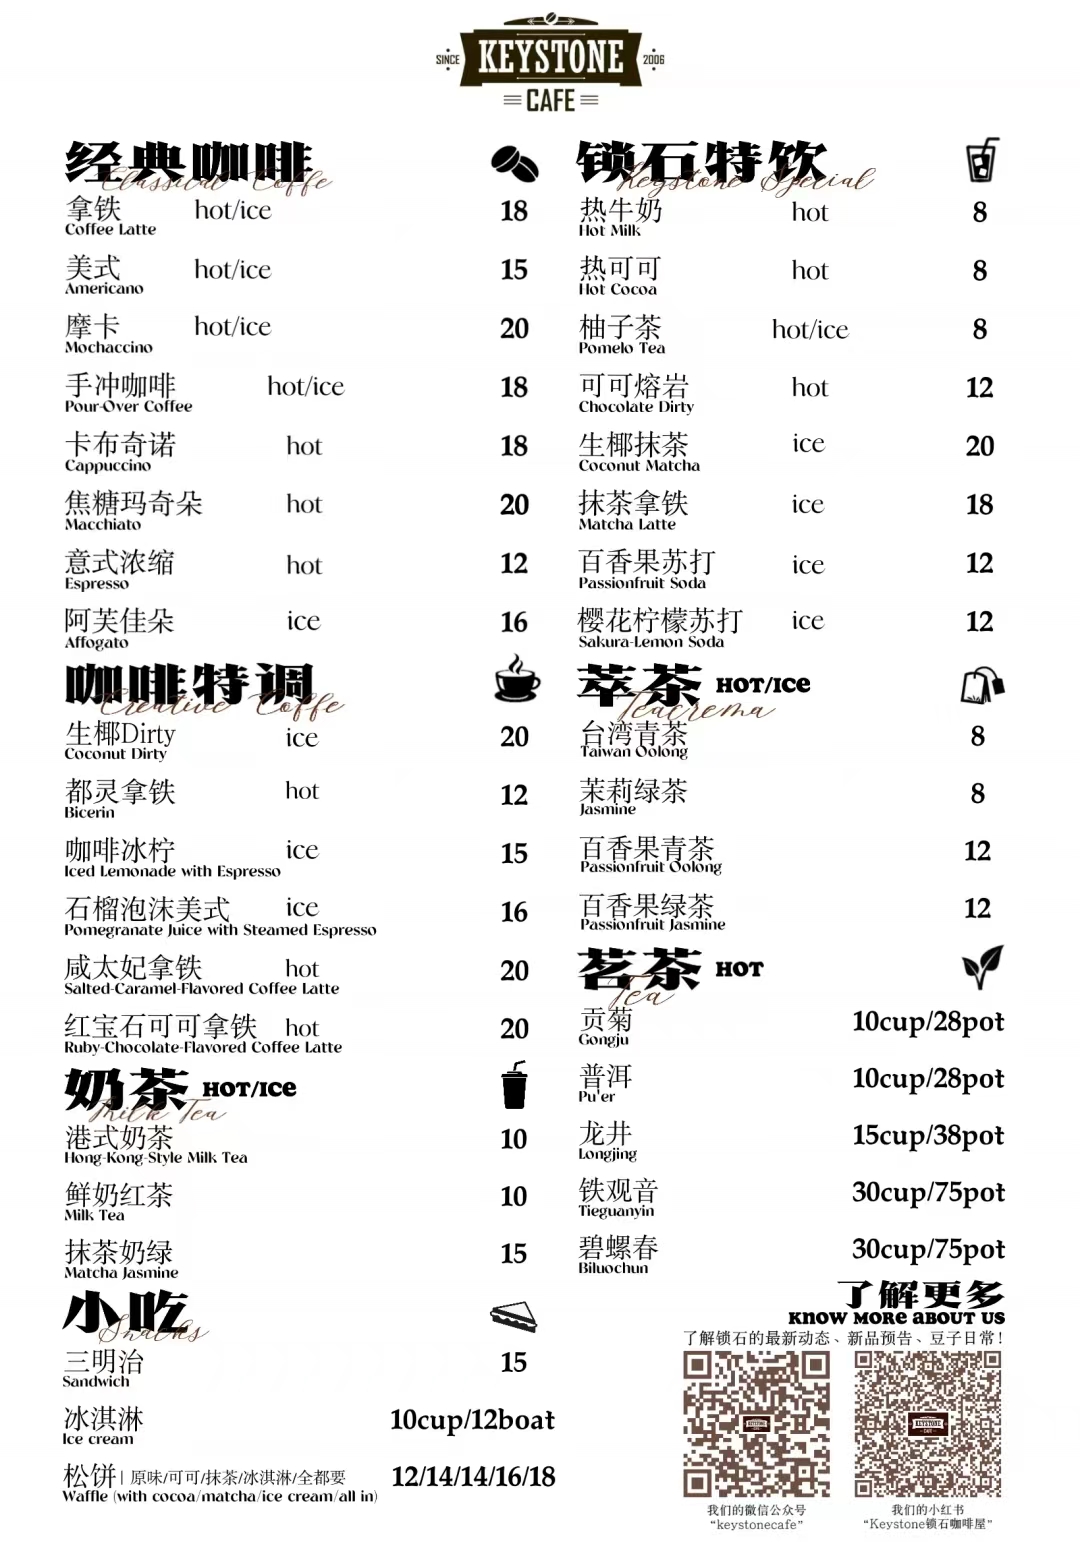 SINCE KEYSTONE 2006
CAFE
经典咖啡
Classical Coffe
拿铁 hot/ice 18
Coffee Latte
美式 hot/ice 15
Americano
摩卡 hot/ice 20
Mochaccino
手冲咖啡 hot/ice 18
Pour-Over Coffee
卡布奇诺 hot 18
Cappuccino
焦糖玛奇朵 hot 20
Macchiato
意式浓缩 hot 12
Espresso
阿芙佳朵 ice 16
Affogato
咖啡特调
Creative Coffe
生椰Dirty ice 20
Coconut Dirty
都灵拿铁 hot 12
Bicerin
咖啡冰柠 ice 15
Iced Lemonade with Espresso
石榴泡沫美式 ice 16
Pomegranate Juice with Steamed Espresso
咸太妃拿铁 hot 20
Salted-Caramel-Flavored Coffee Latte
红宝石可可拿铁 hot 20
Ruby-Chocolate-Flavored Coffee Latte
奶茶 HOT/ICE
Milk Tea
港式奶茶 10
Hong-Kong-Style Milk Tea
鲜奶红茶 10
Milk Tea
抹茶奶绿 15
Matcha Jasmine
小吃
Snacks
三明治 15
Sandwich
冰淇淋 10cup/12boat
Ice cream
松饼|原味/可可/抹茶/冰淇淋/全都要 12/14/14/16/18
Waffle (with cocoa/matcha/ice cream/all in)
锁石特饮
Keystone Special
热牛奶 hot 8
Hot Milk
热可可 hot 8
Hot Cocoa
柚子茶 hot/ice 8
Pomelo Tea
可可熔岩 hot 12
Chocolate Dirty
生椰抹茶 ice 20
Coconut Matcha
抹茶拿铁 ice 18
Matcha Latte
百香果苏打 ice 12
Passionfruit Soda
樱花柠檬苏打 ice 12
Sakura-Lemon Soda
萃茶 HOT/ICE
Teacrema
台湾青茶 8
Taiwan Oolong
茉莉绿茶 8
Jasmine
百香果青茶 12
Passionfruit Oolong
百香果绿茶 12
Passionfruit Jasmine
茗茶 HOT
Tea
贡菊 10cup/28pot
Gongju
普洱 10cup/28pot
Pu'er
龙井 15cup/38pot
Longjing
铁观音 30cup/75pot
Tieguanyin
碧螺春 30cup/75pot
Biluochun
了解更多
KNOW MORE ABOUT US
了解锁石的最新动态、新品预告、豆子日常！
KEYSTONE
CAFE
KEYSTONE
CAFE
我们的微信公众号
“keystonecafe”
我们的小红书
“Keystone锁石咖啡屋”